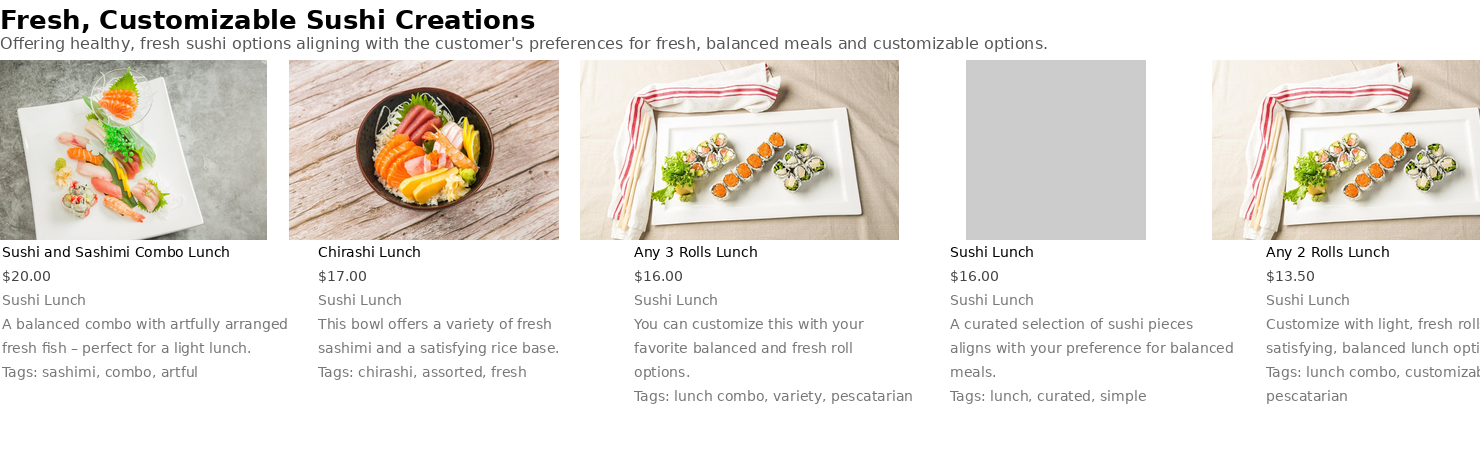 Fresh, Customizable Sushi Creations
Offering healthy, fresh sushi options aligning with the customer's preferences for fresh, balanced meals and customizable options.
Sushi and Sashimi Combo Lunch
$20.00
Sushi Lunch
A balanced combo with artfully arranged
fresh fish – perfect for a light lunch.
Tags: sashimi, combo, artful
Chirashi Lunch
$17.00
Sushi Lunch
This bowl offers a variety of fresh
sashimi and a satisfying rice base.
Tags: chirashi, assorted, fresh
Any 3 Rolls Lunch
$16.00
Sushi Lunch
You can customize this with your
favorite balanced and fresh roll
options.
Tags: lunch combo, variety, pescatarian
Sushi Lunch
$16.00
Sushi Lunch
A curated selection of sushi pieces
aligns with your preference for balanced
meals.
Tags: lunch, curated, simple
Any 2 Rolls Lunch
$13.50
Sushi Lunch
Customize with light, fresh roll
satisfying, balanced lunch
Tags: lunch combo,
pescatarian